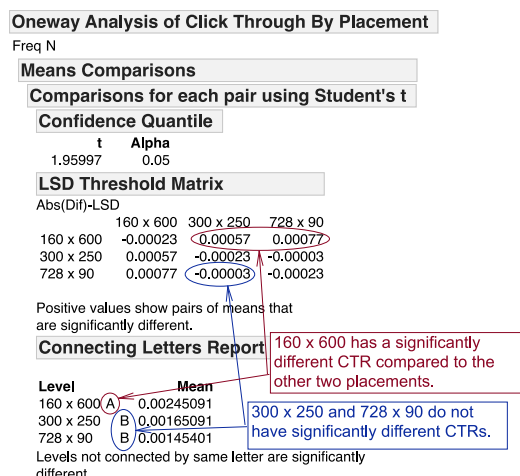 Oneway Analysis of Click Through By Placement
Freq N
Means Comparisons
Comparisons for each pair using Student's t
Confidence Quantile
t Alpha
1.95997 0.05
LSD Threshold Matrix
Abs(Dif)-LSD
160 x 600 300 x 250 728 x 90
160 x 600 -0.00023 0.00057 0.00077
300 x 250 0.00057 -0.00023 -0.00003
728 x 90 0.00077 -0.00003 -0.00023
Positive values show pairs of means that
are significantly different.
Connecting Letters Report
160 x 600 has a significantly
different CTR compared to the
other two placements.
Level Mean
160 x 600 A 0.00245091
300 x 250 B 0.00165091
728 x 90 B 0.00145401
300 x 250 and 728 x 90 do not
have significantly different CTRs.
Levels not connected by same letter are significantly
different